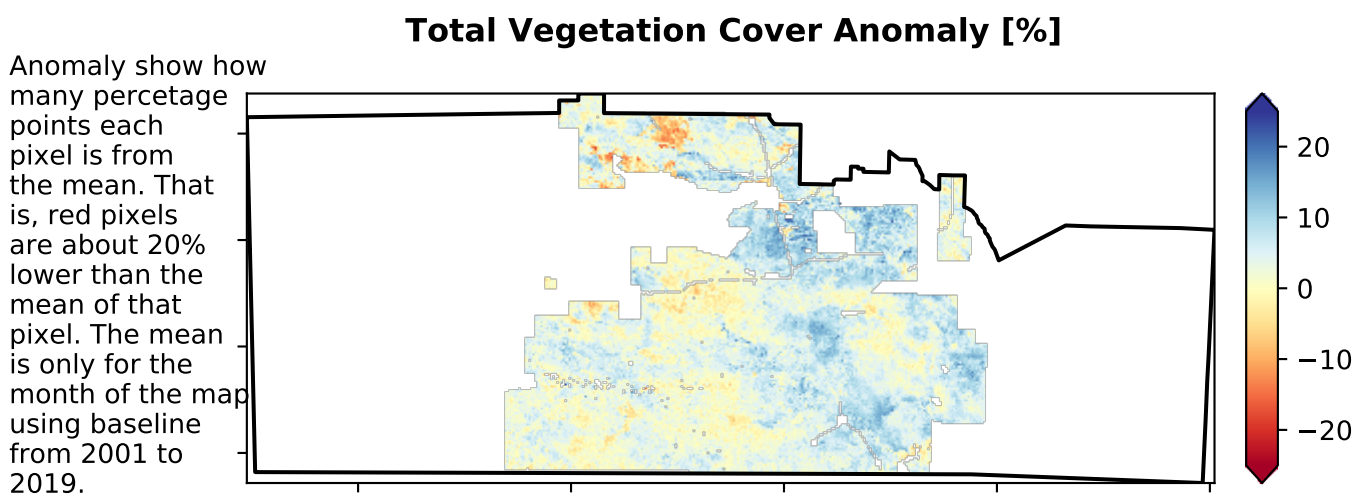 Total Vegetation Cover Anomaly [%]
Anomaly show how
many percetage
points each
pixel is from
the mean. That
is, red pixels
are about 20%
lower than the
mean of that
pixel. The mean
is only for the
month of the map
using baseline
from 2001 to
2019.
20
10
0
−10
−20